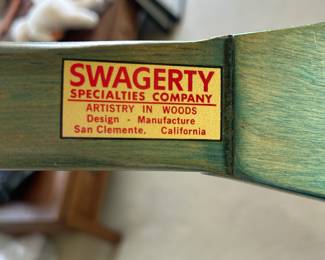 SWAGERTY
SPECIALTIES COMPANY
ARTISTRY IN WOODS
Design - Manufacture
San Clemente, California